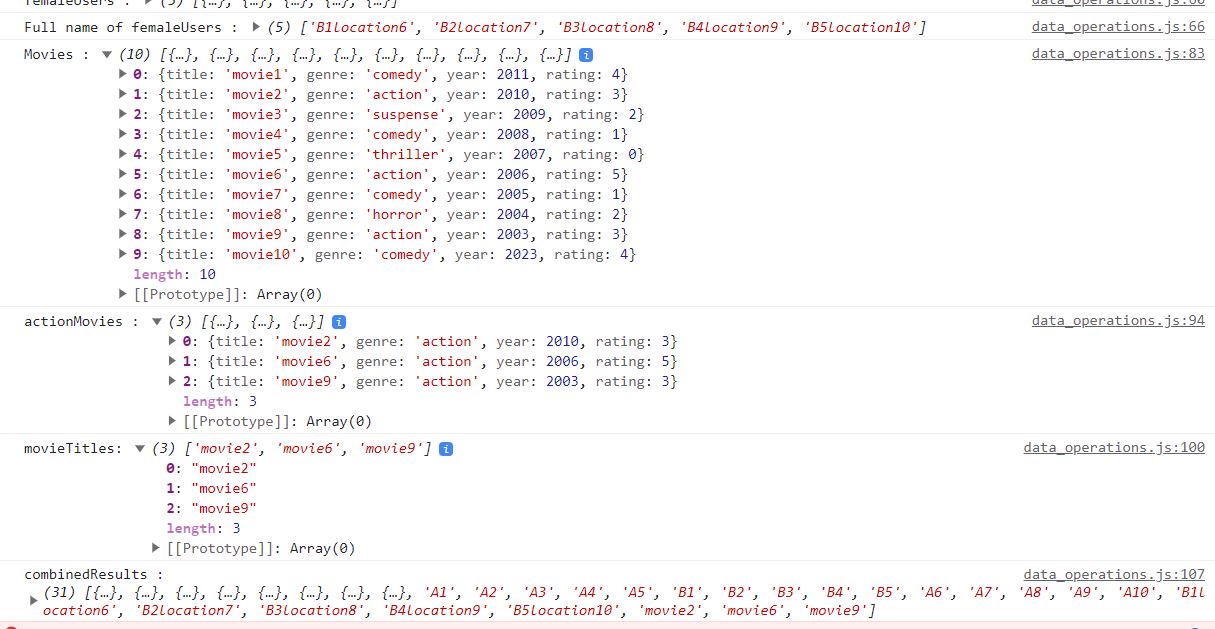 femaleUsers : ▶ (5) [{…}, {…}, {…}, {…}, {…}] data_operations.js:60
Full name of femaleUsers : ▶ (5) ['B1location6', 'B2location7', 'B3location8', 'B4location9', 'B5location10'] data_operations.js:66
Movies : ▼ (10) [{…}, {…}, {…}, {…}, {…}, {…}, {…}, {…}, {…}, {…}] i data_operations.js:83
▶ 0: {title: 'movie1', genre: 'comedy', year: 2011, rating: 4}
▶ 1: {title: 'movie2', genre: 'action', year: 2010, rating: 3}
▶ 2: {title: 'movie3', genre: 'suspense', year: 2009, rating: 2}
▶ 3: {title: 'movie4', genre: 'comedy', year: 2008, rating: 1}
▶ 4: {title: 'movie5', genre: 'thriller', year: 2007, rating: 0}
▶ 5: {title: 'movie6', genre: 'action', year: 2006, rating: 5}
▶ 6: {title: 'movie7', genre: 'comedy', year: 2005, rating: 1}
▶ 7: {title: 'movie8', genre: 'horror', year: 2004, rating: 2}
▶ 8: {title: 'movie9', genre: 'action', year: 2003, rating: 3}
▶ 9: {title: 'movie10', genre: 'comedy', year: 2023, rating: 4}
length: 10
▶ [[Prototype]]: Array(0)
actionMovies : ▼ (3) [{…}, {…}, {…}] i data_operations.js:94
▶ 0: {title: 'movie2', genre: 'action', year: 2010, rating: 3}
▶ 1: {title: 'movie6', genre: 'action', year: 2006, rating: 5}
▶ 2: {title: 'movie9', genre: 'action', year: 2003, rating: 3}
length: 3
▶ [[Prototype]]: Array(0)
movieTitles: ▼ (3) ['movie2', 'movie6', 'movie9'] i data_operations.js:100
0: "movie2"
1: "movie6"
2: "movie9"
length: 3
▶ [[Prototype]]: Array(0)
combinedResults : data_operations.js:107
▶ (31) [{…}, {…}, {…}, {…}, {…}, {…}, {…}, {…}, 'A1', 'A2', 'A3', 'A4', 'A5', 'B1', 'B2', 'B3', 'B4', 'B5', 'A6', 'A7', 'A8', 'A9', 'A10', 'B1l
ocation6', 'B2location7', 'B3location8', 'B4location9', 'B5location10', 'movie2', 'movie6', 'movie9']